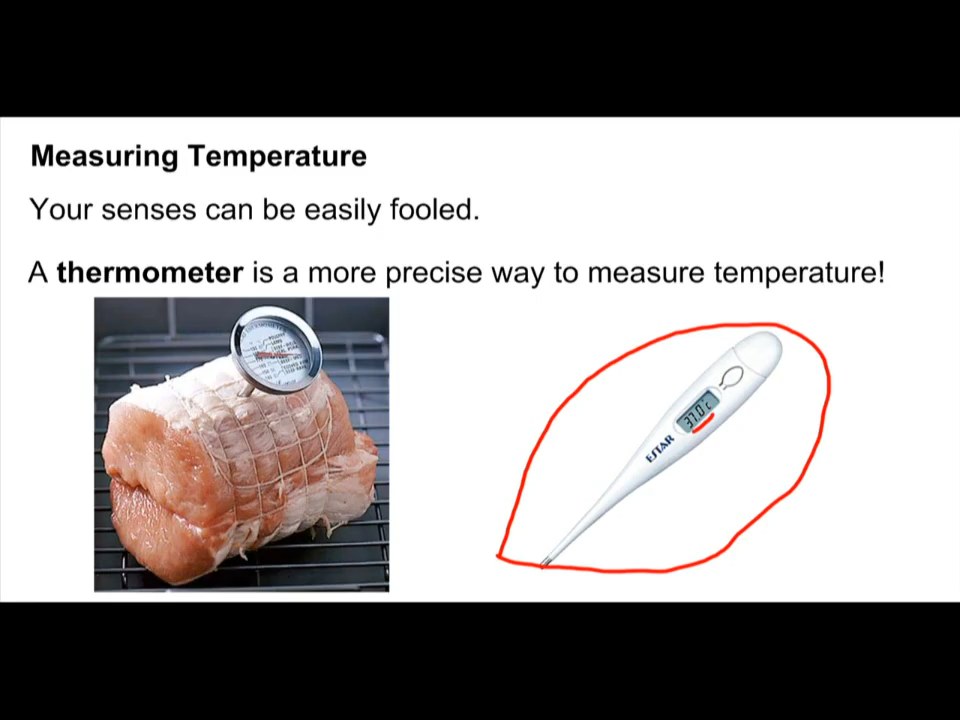 Measuring Temperature
Your senses can be easily fooled.
A thermometer is a more precise way to measure temperature!
37.0°C
ESTAR